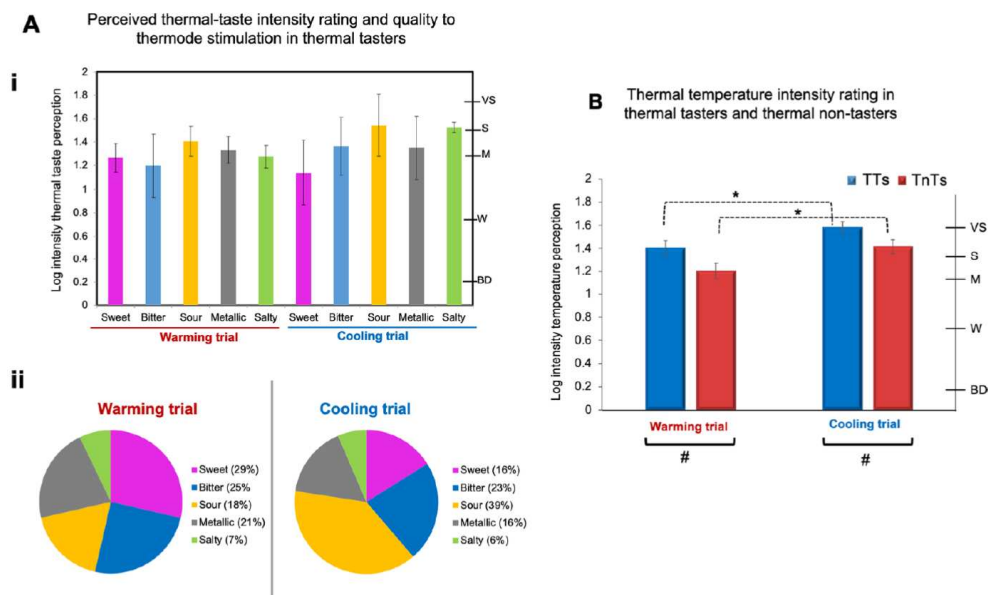 A
Perceived thermal-taste intensity rating and quality to
thermode stimulation in thermal tasters
i
Log intensity thermal taste perception
2
1.8
1.6
1.4
1.2
1
0.8
0.6
0.4
0.2
0
VS
S
M
W
BD
Sweet Bitter Sour Metallic Salty Sweet Bitter Sour Metallic Salty
Warming trial Cooling trial
ii
Warming trial
Sweet (29%)
Bitter (25%
Sour (18%)
Metallic (21%)
Salty (7%)
Cooling trial
Sweet (16%)
Bitter (23%)
Sour (39%)
Metallic (16%)
Salty (6%)
B
Thermal temperature intensity rating in
thermal tasters and thermal non-tasters
TTs TnTs
Log intensity temperature perception
2
1.8
1.6
1.4
1.2
1
0.8
0.6
0.4
0.2
0
*
*
VS
S
M
W
BD
Warming trial Cooling trial
# #